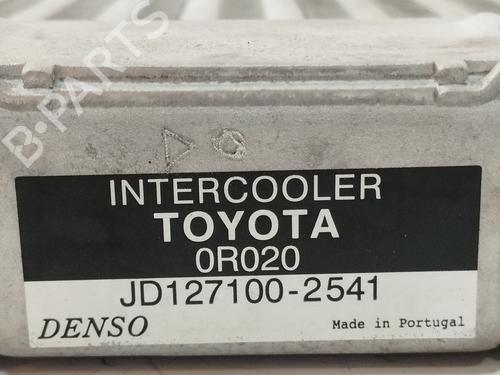 B-PARTS
INTERCOOLER
TOYOTA
0R020
JD127100-2541
DENSO Made in Portugal